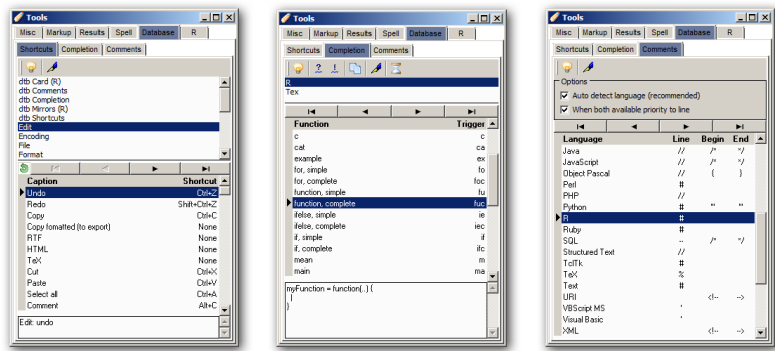 Tools
Misc Markup Results Spell Database R
Shortcuts Completion Comments
dtb Card (R)
dtb Comments
dtb Completion
dtb Mirrors (R)
dtb Shortcuts
Edit
Encoding
File
Format
Caption Shortcut
Undo Ctrl+Z
Redo Shift+Ctrl+Z
Copy Ctrl+C
Copy fomatted (to export) None
RTF None
HTML None
TeX None
Cut Ctrl+X
Paste Ctrl+V
Select all Ctrl+A
Comment Alt+C
Edit: undo
Tools
Misc Markup Results Spell Database R
Shortcuts Completion Comments
R
Tex
Function Trigger
c c
cat ca
example ex
for, simple fo
for, complete foc
function, simple fu
function, complete fuc
ifelse, simple ie
ifelse, complete iec
if, simple if
if, complete ifc
mean m
main ma
myFunction = function(..) {
}
Tools
Misc Markup Results Spell Database R
Shortcuts Completion Comments
Options
Auto detect language (recommended)
When both available priority to line
Language Line Begin End
Java // /* */
JavaScript // /* */
Object Pascal // { }
Perl #
PHP //
Python # " "
R #
Ruby #
SQL -- /* */
Structured Text //
TclTk #
TeX %
Text #
URI <!-- -->
VBScript MS '
Visual Basic '
XML <!-- -->